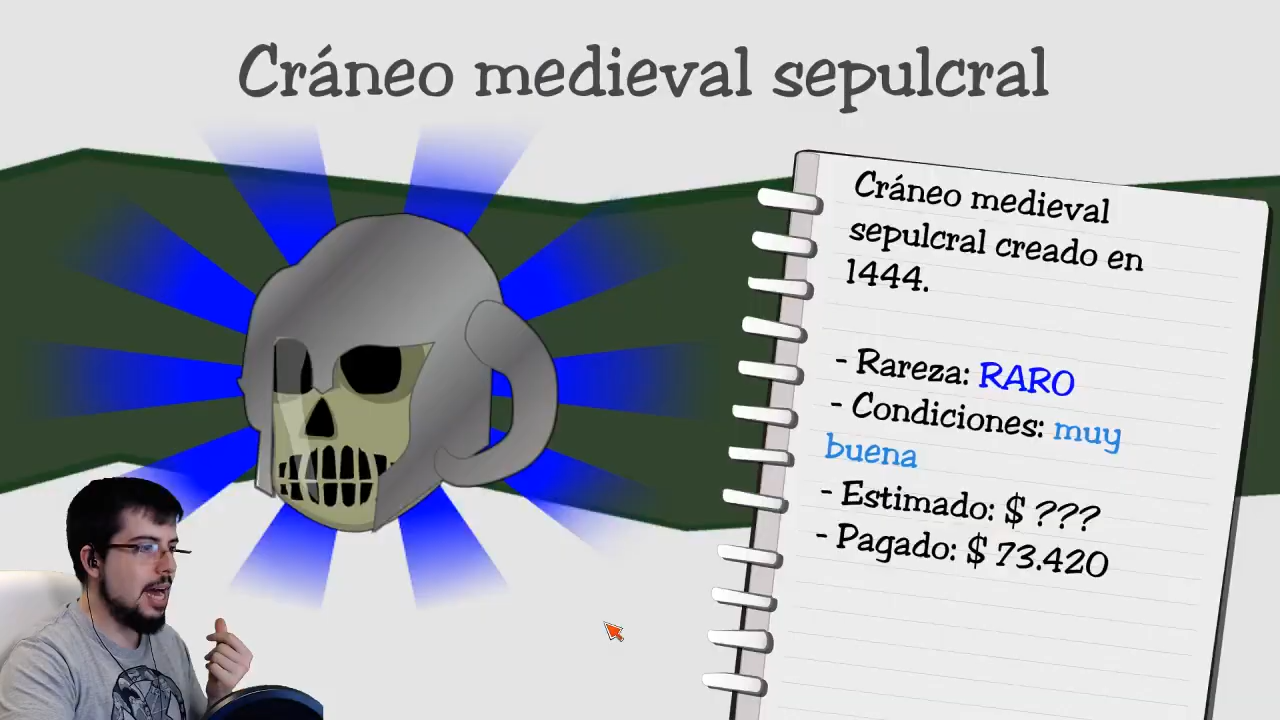 Cráneo medieval sepulcral
Cráneo medieval
sepulcral creado en
1444.
- Rareza: RARO
- Condiciones: muy
buena
- Estimado: $ ???
- Pagado: $ 73.420